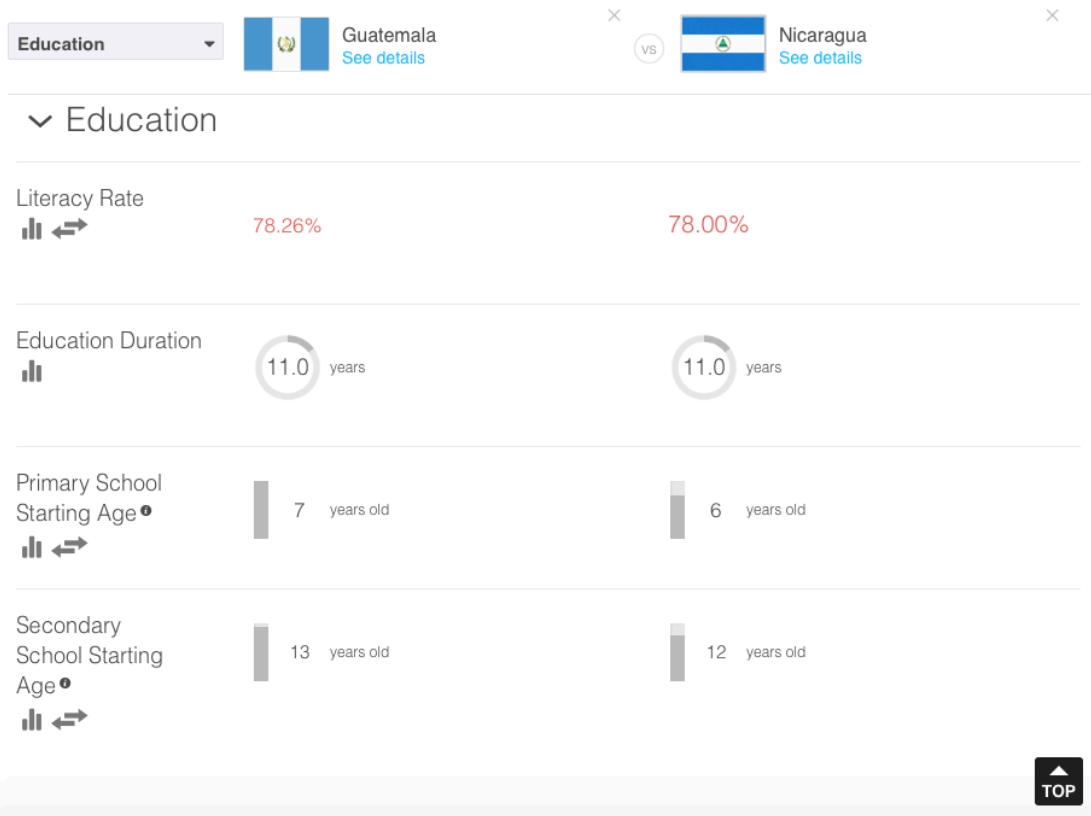 Education
Guatemala
See details
vs
Nicaragua
See details
Education
Literacy Rate
78.26%
78.00%
Education Duration
11.0 years
11.0 years
Primary School
Starting Age
7 years old
6 years old
Secondary
School Starting
Age
13 years old
12 years old
TOP